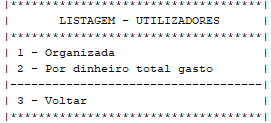 |************************************|
LISTAGEM - UTILIZADORES
|************************************|
| 1 - Organizada |
| 2 - Por dinheiro total gasto |
|------------------------------------|
| 3 - Voltar |
|************************************|